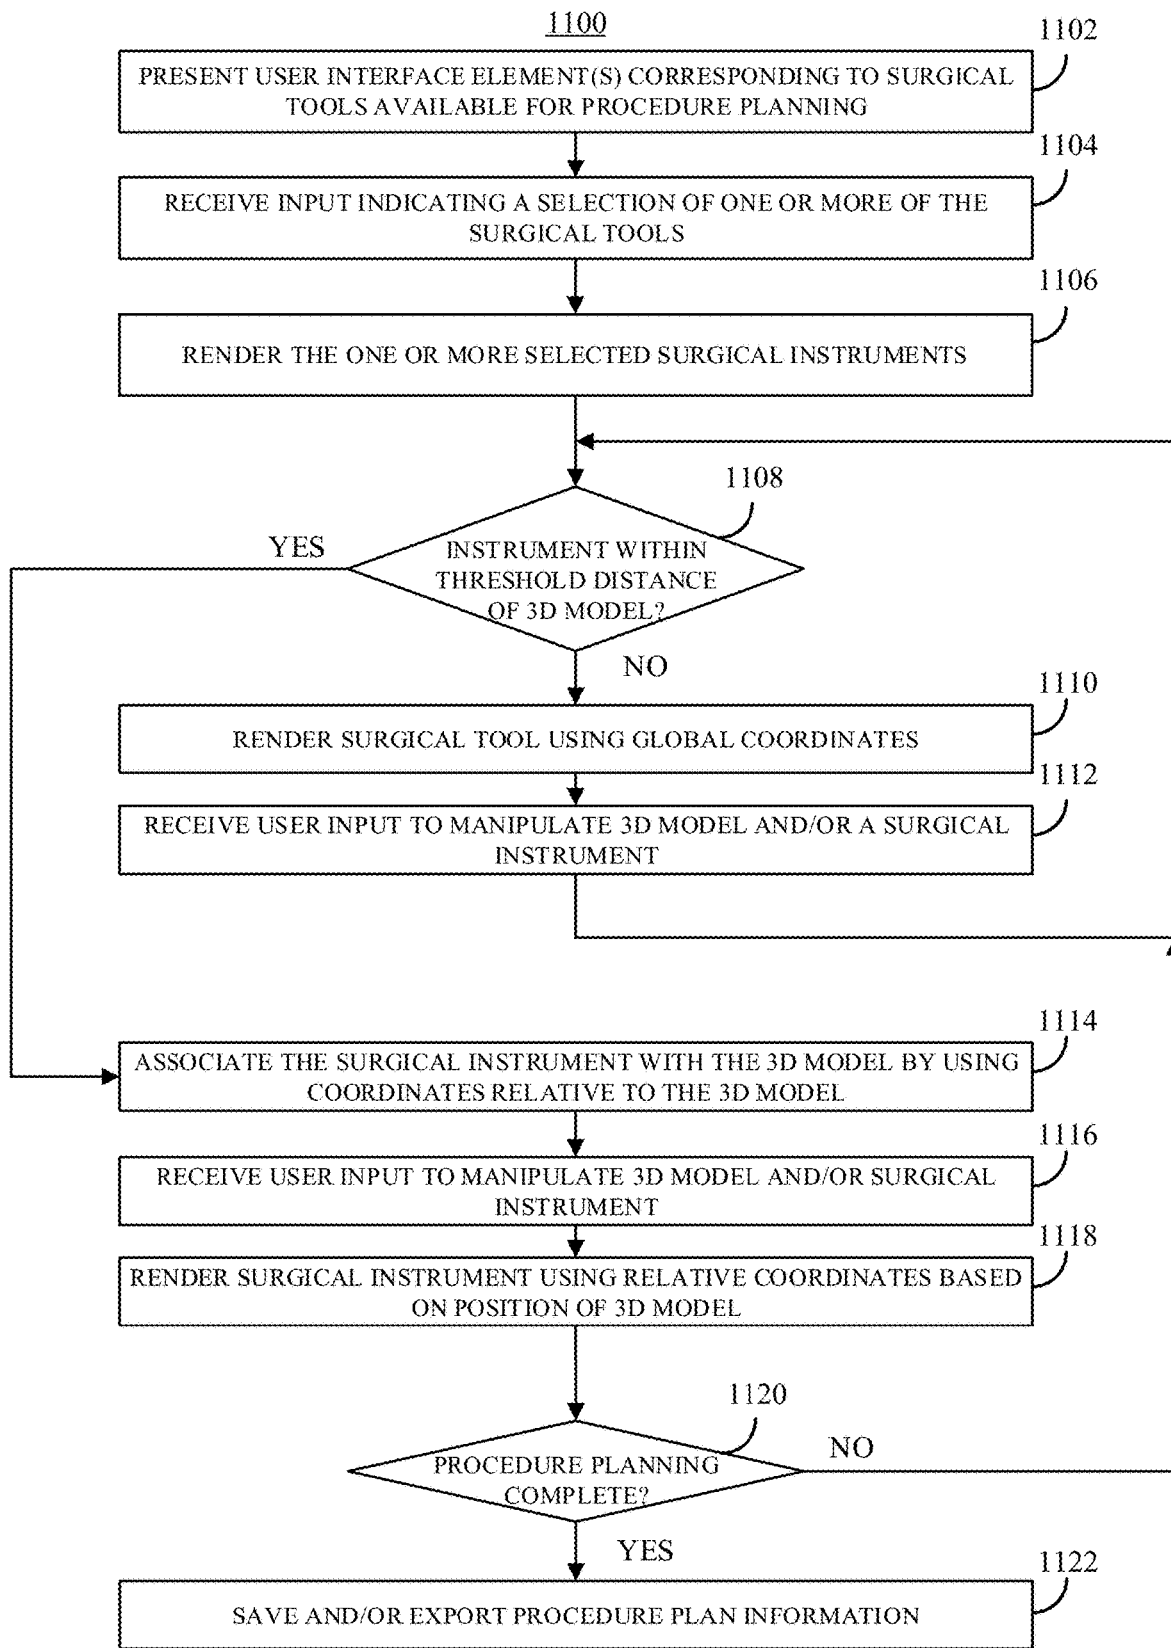 1100
1102
PRESENT USER INTERFACE ELEMENT(S) CORRESPONDING TO SURGICAL
TOOLS AVAILABLE FOR PROCEDURE PLANNING
1104
RECEIVE INPUT INDICATING A SELECTION OF ONE OR MORE OF THE
SURGICAL TOOLS
1106
RENDER THE ONE OR MORE SELECTED SURGICAL INSTRUMENTS
1108
YES
INSTRUMENT WITHIN
THRESHOLD DISTANCE
OF 3D MODEL?
NO
1110
RENDER SURGICAL TOOL USING GLOBAL COORDINATES
1112
RECEIVE USER INPUT TO MANIPULATE 3D MODEL AND/OR A SURGICAL
INSTRUMENT
1114
ASSOCIATE THE SURGICAL INSTRUMENT WITH THE 3D MODEL BY USING
COORDINATES RELATIVE TO THE 3D MODEL
1116
RECEIVE USER INPUT TO MANIPULATE 3D MODEL AND/OR SURGICAL
INSTRUMENT
1118
RENDER SURGICAL INSTRUMENT USING RELATIVE COORDINATES BASED
ON POSITION OF 3D MODEL
1120
NO
PROCEDURE PLANNING
COMPLETE?
YES
1122
SAVE AND/OR EXPORT PROCEDURE PLAN INFORMATION